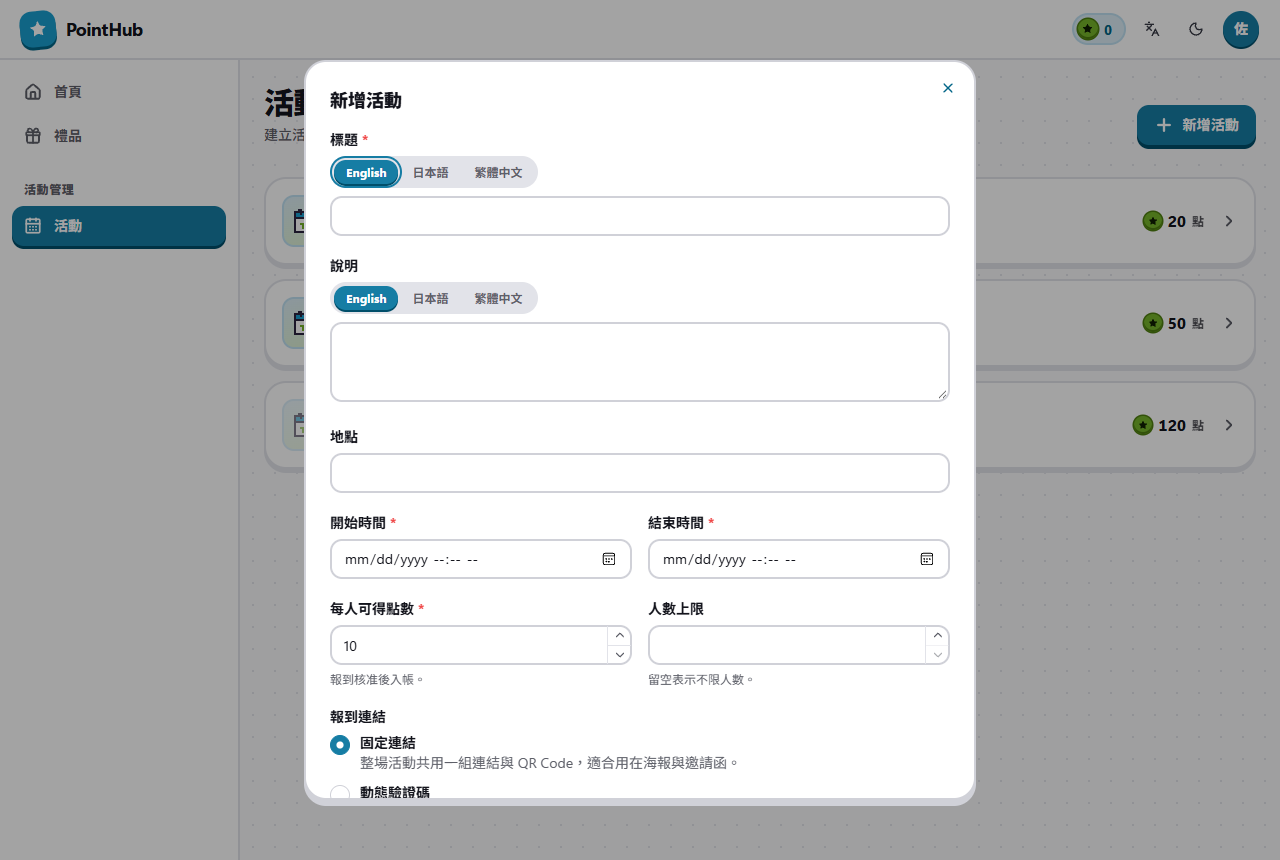 PointHub
0
佐
首頁
禮品
活動管理
活動
建立活
新增活動
20 點
50 點
120 點
新增活動
標題 *
English 日本語 繁體中文
說明
English 日本語 繁體中文
地點
開始時間 * 結束時間 *
mm/dd/yyyy --:-- -- mm/dd/yyyy --:-- --
每人可得點數 * 人數上限
10
報到核准後入帳。 留空表示不限人數。
報到連結
固定連結
整場活動共用一組連結與 QR Code，適合用在海報與邀請函。
動態驗證碼